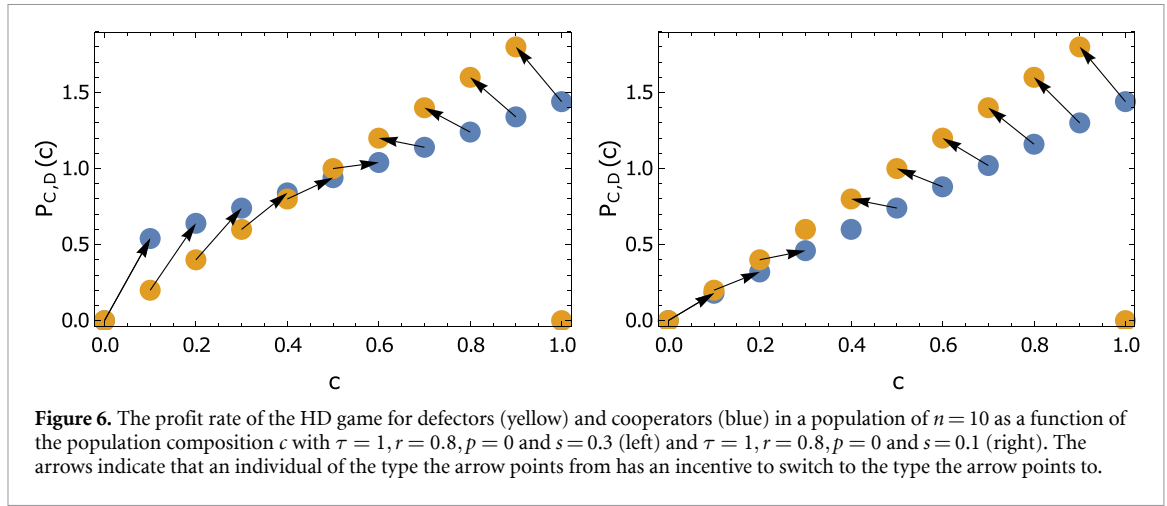 P_{C,D}(c)
1.5
1.0
0.5
0.0
0.0 0.2 0.4 0.6 0.8 1.0
c
P_{C,D}(c)
1.5
1.0
0.5
0.0
0.0 0.2 0.4 0.6 0.8 1.0
c
Figure 6. The profit rate of the HD game for defectors (yellow) and cooperators (blue) in a population of n = 10 as a function of
the population composition c with τ = 1, r = 0.8, p = 0 and s = 0.3 (left) and τ = 1, r = 0.8, p = 0 and s = 0.1 (right). The
arrows indicate that an individual of the type the arrow points from has an incentive to switch to the type the arrow points to.